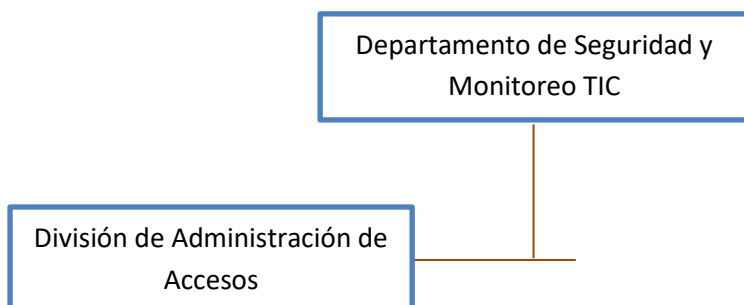 Departamento de Seguridad y
Monitoreo TIC
División de Administración de
Accesos